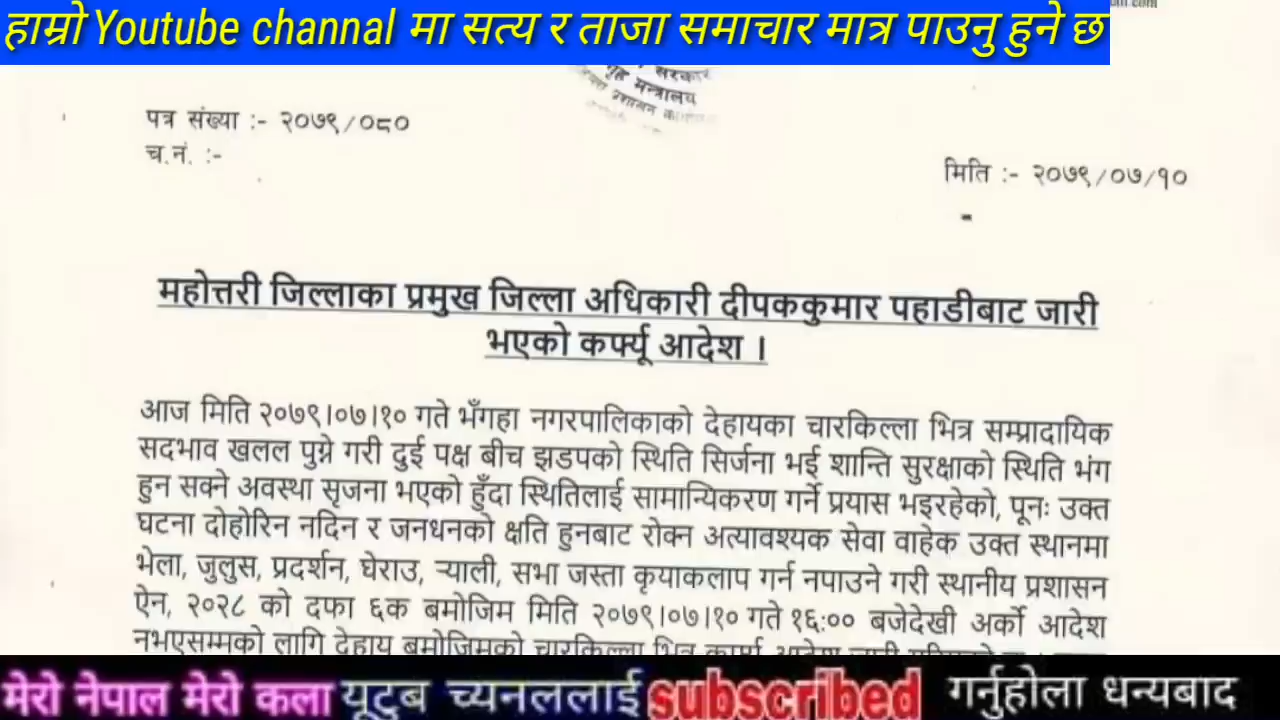 हाम्रो Youtube channal मा सत्य र ताजा समाचार मात्र पाउनु हुने छ
सरकार
गृह मन्त्रालय
पत्र संख्या :- २०७९/०८०
च.नं. :-
मिति :- २०७९/०७/१०
महोत्तरी जिल्लाका प्रमुख जिल्ला अधिकारी दीपककुमार पहाडीबाट जारी
भएको कर्फ्यू आदेश ।
आज मिति २०७९।०७।१० गते भँगहा नगरपालिकाको देहायका चारकिल्ला भित्र सम्प्रादायिक
सदभाव खलल पुग्ने गरी दुई पक्ष बीच झडपको स्थिति सिर्जना भई शान्ति सुरक्षाको स्थिति भंग
हुन सक्ने अवस्था सृजना भएको हुँदा स्थितिलाई सामान्यिकरण गर्ने प्रयास भइरहेको, पूनः उक्त
घटना दोहोरिन नदिन र जनधनको क्षति हुनबाट रोक्न अत्यावश्यक सेवा वाहेक उक्त स्थानमा
भेला, जुलुस, प्रदर्शन, घेराउ, ऱ्याली, सभा जस्ता कृयाकलाप गर्न नपाउने गरी स्थानीय प्रशासन
ऐन, २०२८ को दफा ६क बमोजिम मिति २०७९।०७।१० गते १६:०० बजेदेखी अर्को आदेश
नभएसम्मको लागि देहाय बमोजिमको चारकिल्ला भित्र
मेरो नेपाल मेरो कला यूटुब च्यनललाई subscribed गर्नुहोला धन्यबाद